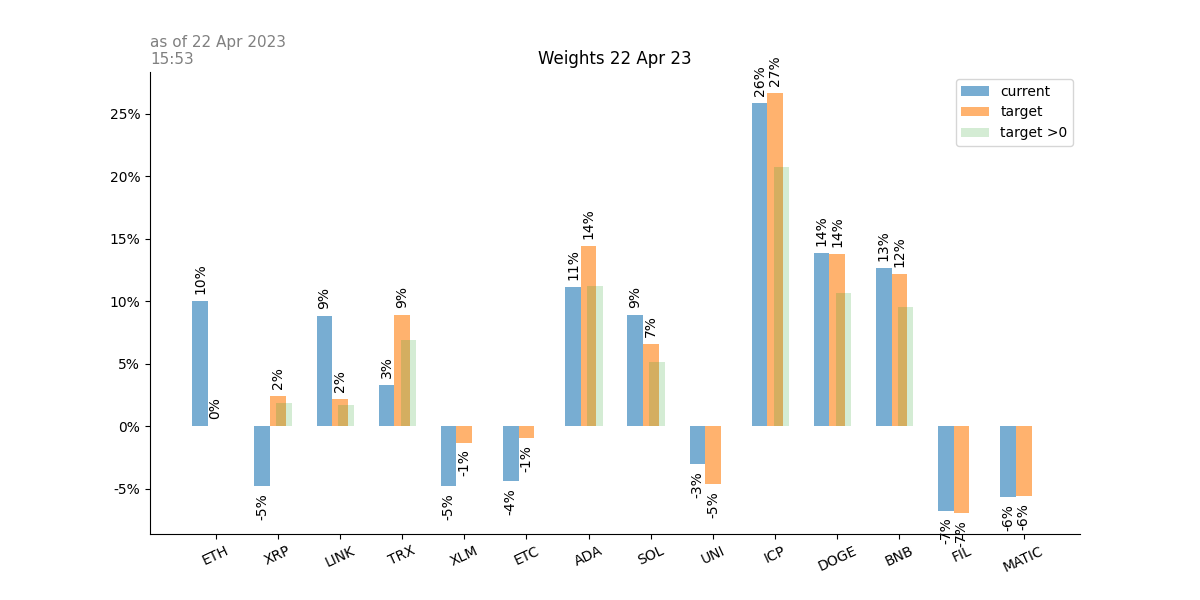 as of 22 Apr 2023
15:53
Weights 22 Apr 23
current
target
target >0
25%
20%
15%
10%
5%
0%
-5%
10%
0%
-5%
2%
9%
2%
3%
9%
-5%
-1%
-4%
-1%
11%
14%
9%
7%
-3%
-5%
26%
27%
14%
14%
13%
12%
-7%
-7%
-6%
-6%
ETH
XRP
LINK
TRX
XLM
ETC
ADA
SOL
UNI
ICP
DOGE
BNB
FIL
MATIC